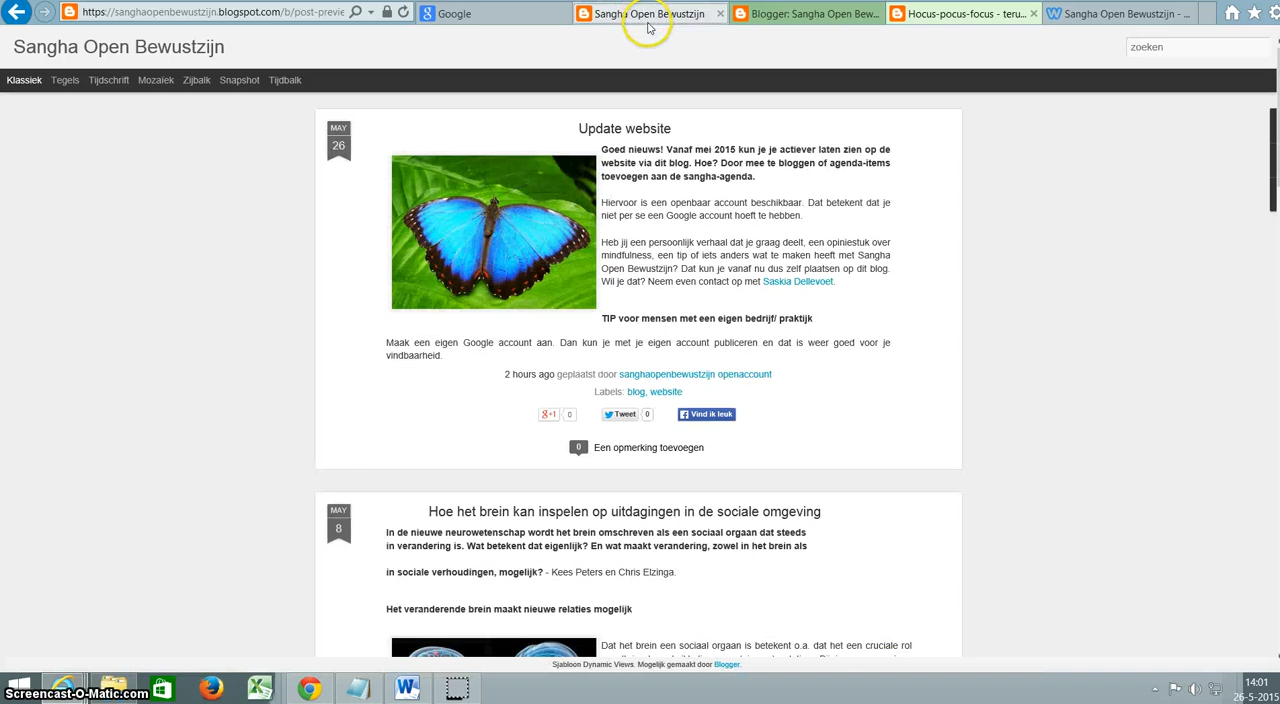 https://sanghaopenbewustzijn.blogspot.com/b/post-previe
Google
Sangha Open Bewustzijn
Blogger: Sangha Open Bew...
Hocus-pocus-focus - teru...
Sangha Open Bewustzijn - ...
Sangha Open Bewustzijn
zoeken
Klassiek Tegels Tijdschrift Mozaïek Zijbalk Snapshot Tijdbalk
MAY
26
Update website
Goed nieuws! Vanaf mei 2015 kun je je actiever laten zien op de
website via dit blog. Hoe? Door mee te bloggen of agenda-items
toevoegen aan de sangha-agenda.
Hiervoor is een openbaar account beschikbaar. Dat betekent dat je
niet per se een Google account hoeft te hebben.
Heb jij een persoonlijk verhaal dat je graag deelt, een opiniestuk over
mindfulness, een tip of iets anders wat te maken heeft met Sangha
Open Bewustzijn? Dat kun je vanaf nu dus zelf plaatsen op dit blog.
Wil je dat? Neem even contact op met Saskia Dellevoet.
TIP voor mensen met een eigen bedrijf/ praktijk
Maak een eigen Google account aan. Dan kun je met je eigen account publiceren en dat is weer goed voor je
vindbaarheid.
2 hours ago geplaatst door sanghaopenbewustzijn openaccount
Labels: blog, website
g+1 0 Tweet 0 Vind ik leuk
0 Een opmerking toevoegen
MAY
8
Hoe het brein kan inspelen op uitdagingen in de sociale omgeving
In de nieuwe neurowetenschap wordt het brein omschreven als een sociaal orgaan dat steeds
in verandering is. Wat betekent dat eigenlijk? En wat maakt verandering, zowel in het brein als
in sociale verhoudingen, mogelijk? - Kees Peters en Chris Elzinga.
Het veranderende brein maakt nieuwe relaties mogelijk
Dat het brein een sociaal orgaan is betekent o.a. dat het een cruciale rol
Sjabloon Dynamic Views. Mogelijk gemaakt door Blogger.
Screencast-O-Matic.com
14:01
26-5-2015